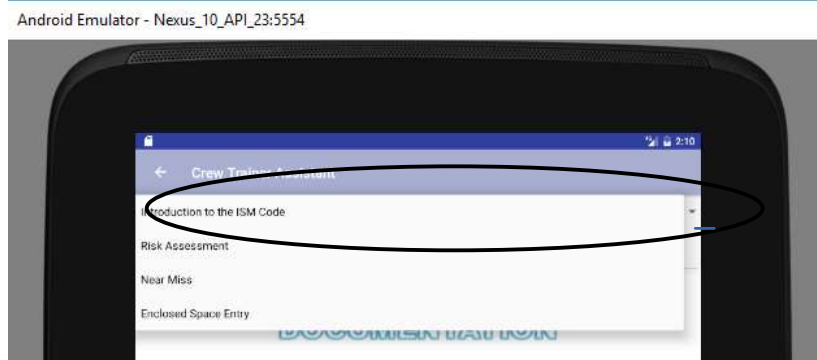 Android Emulator - Nexus_10_API_23:5554
2:10
Crew Trainer Assistant
Introduction to the ISM Code
Risk Assessment
Near Miss
Enclosed Space Entry
DOCUMENTATION